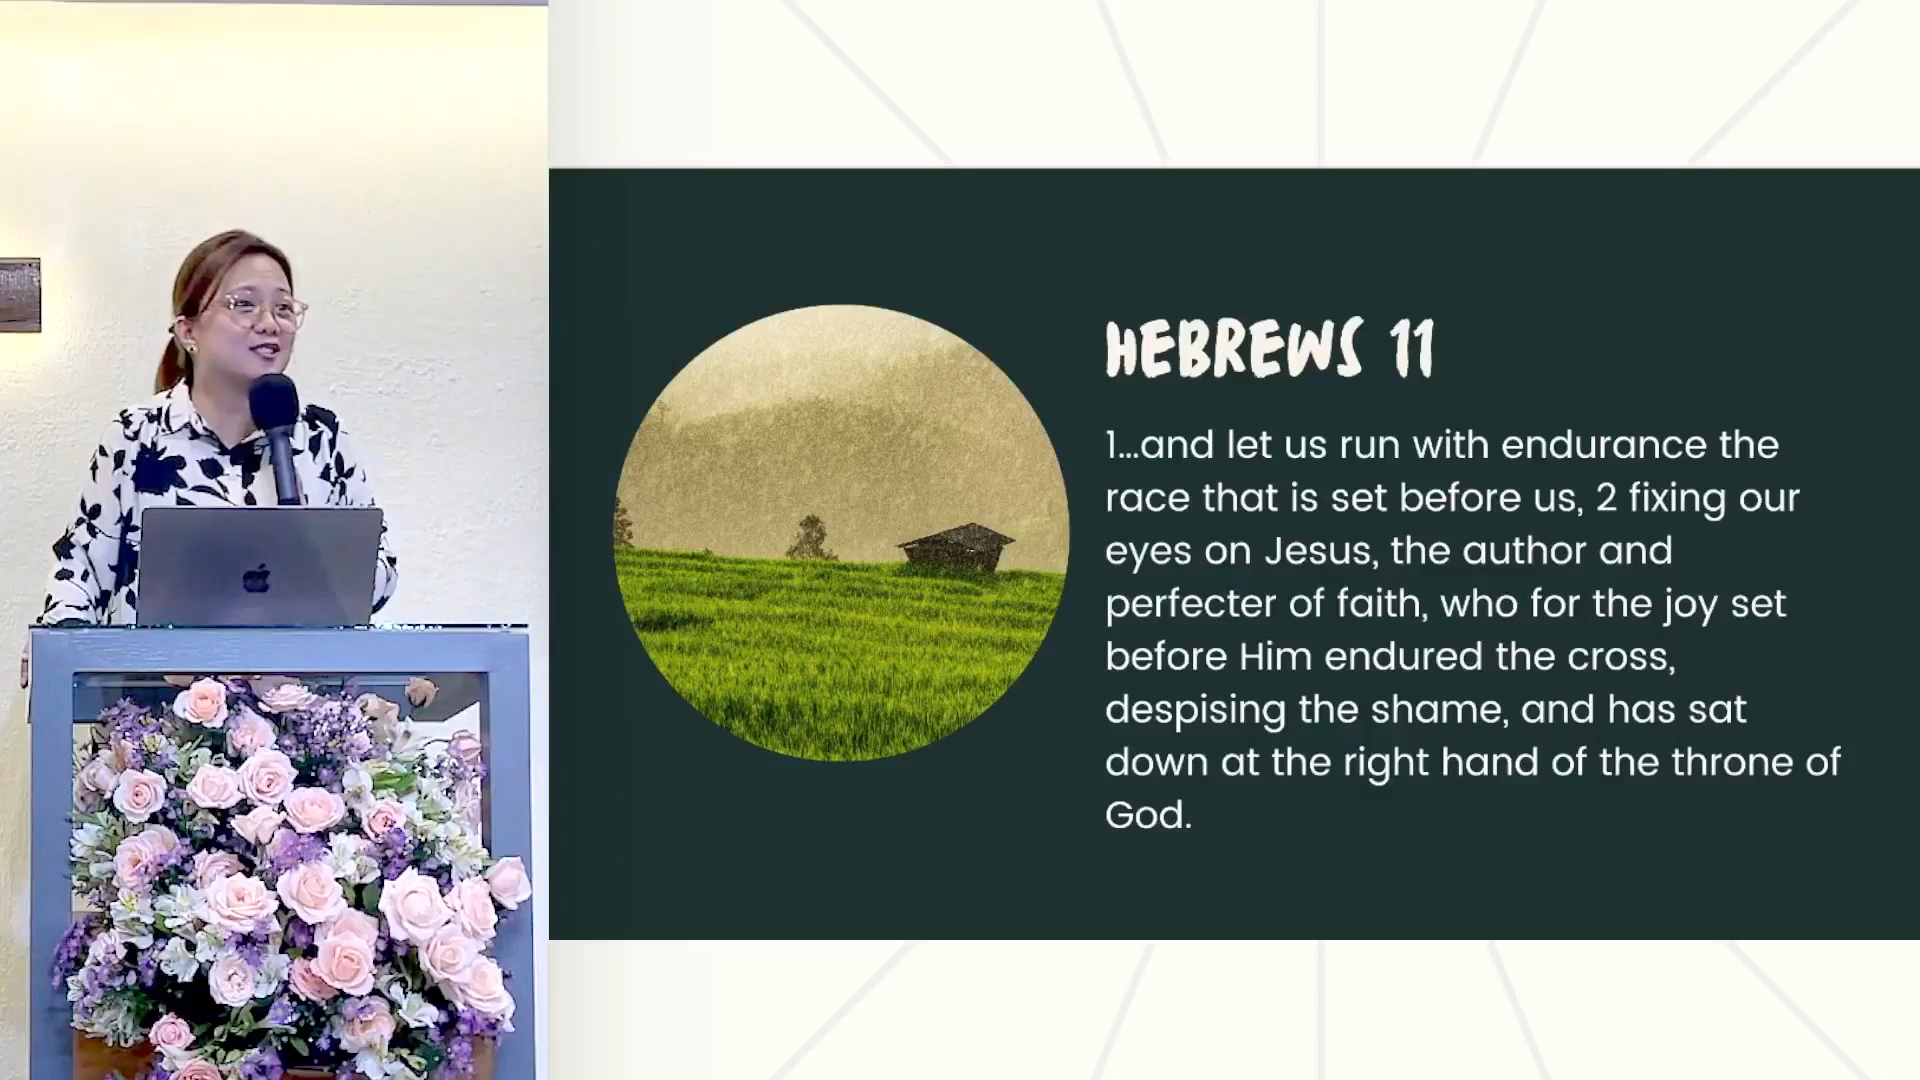 HEBREWS 11
1...and let us run with endurance the
race that is set before us, 2 fixing our
eyes on Jesus, the author and
perfecter of faith, who for the joy set
before Him endured the cross,
despising the shame, and has sat
down at the right hand of the throne of
God.